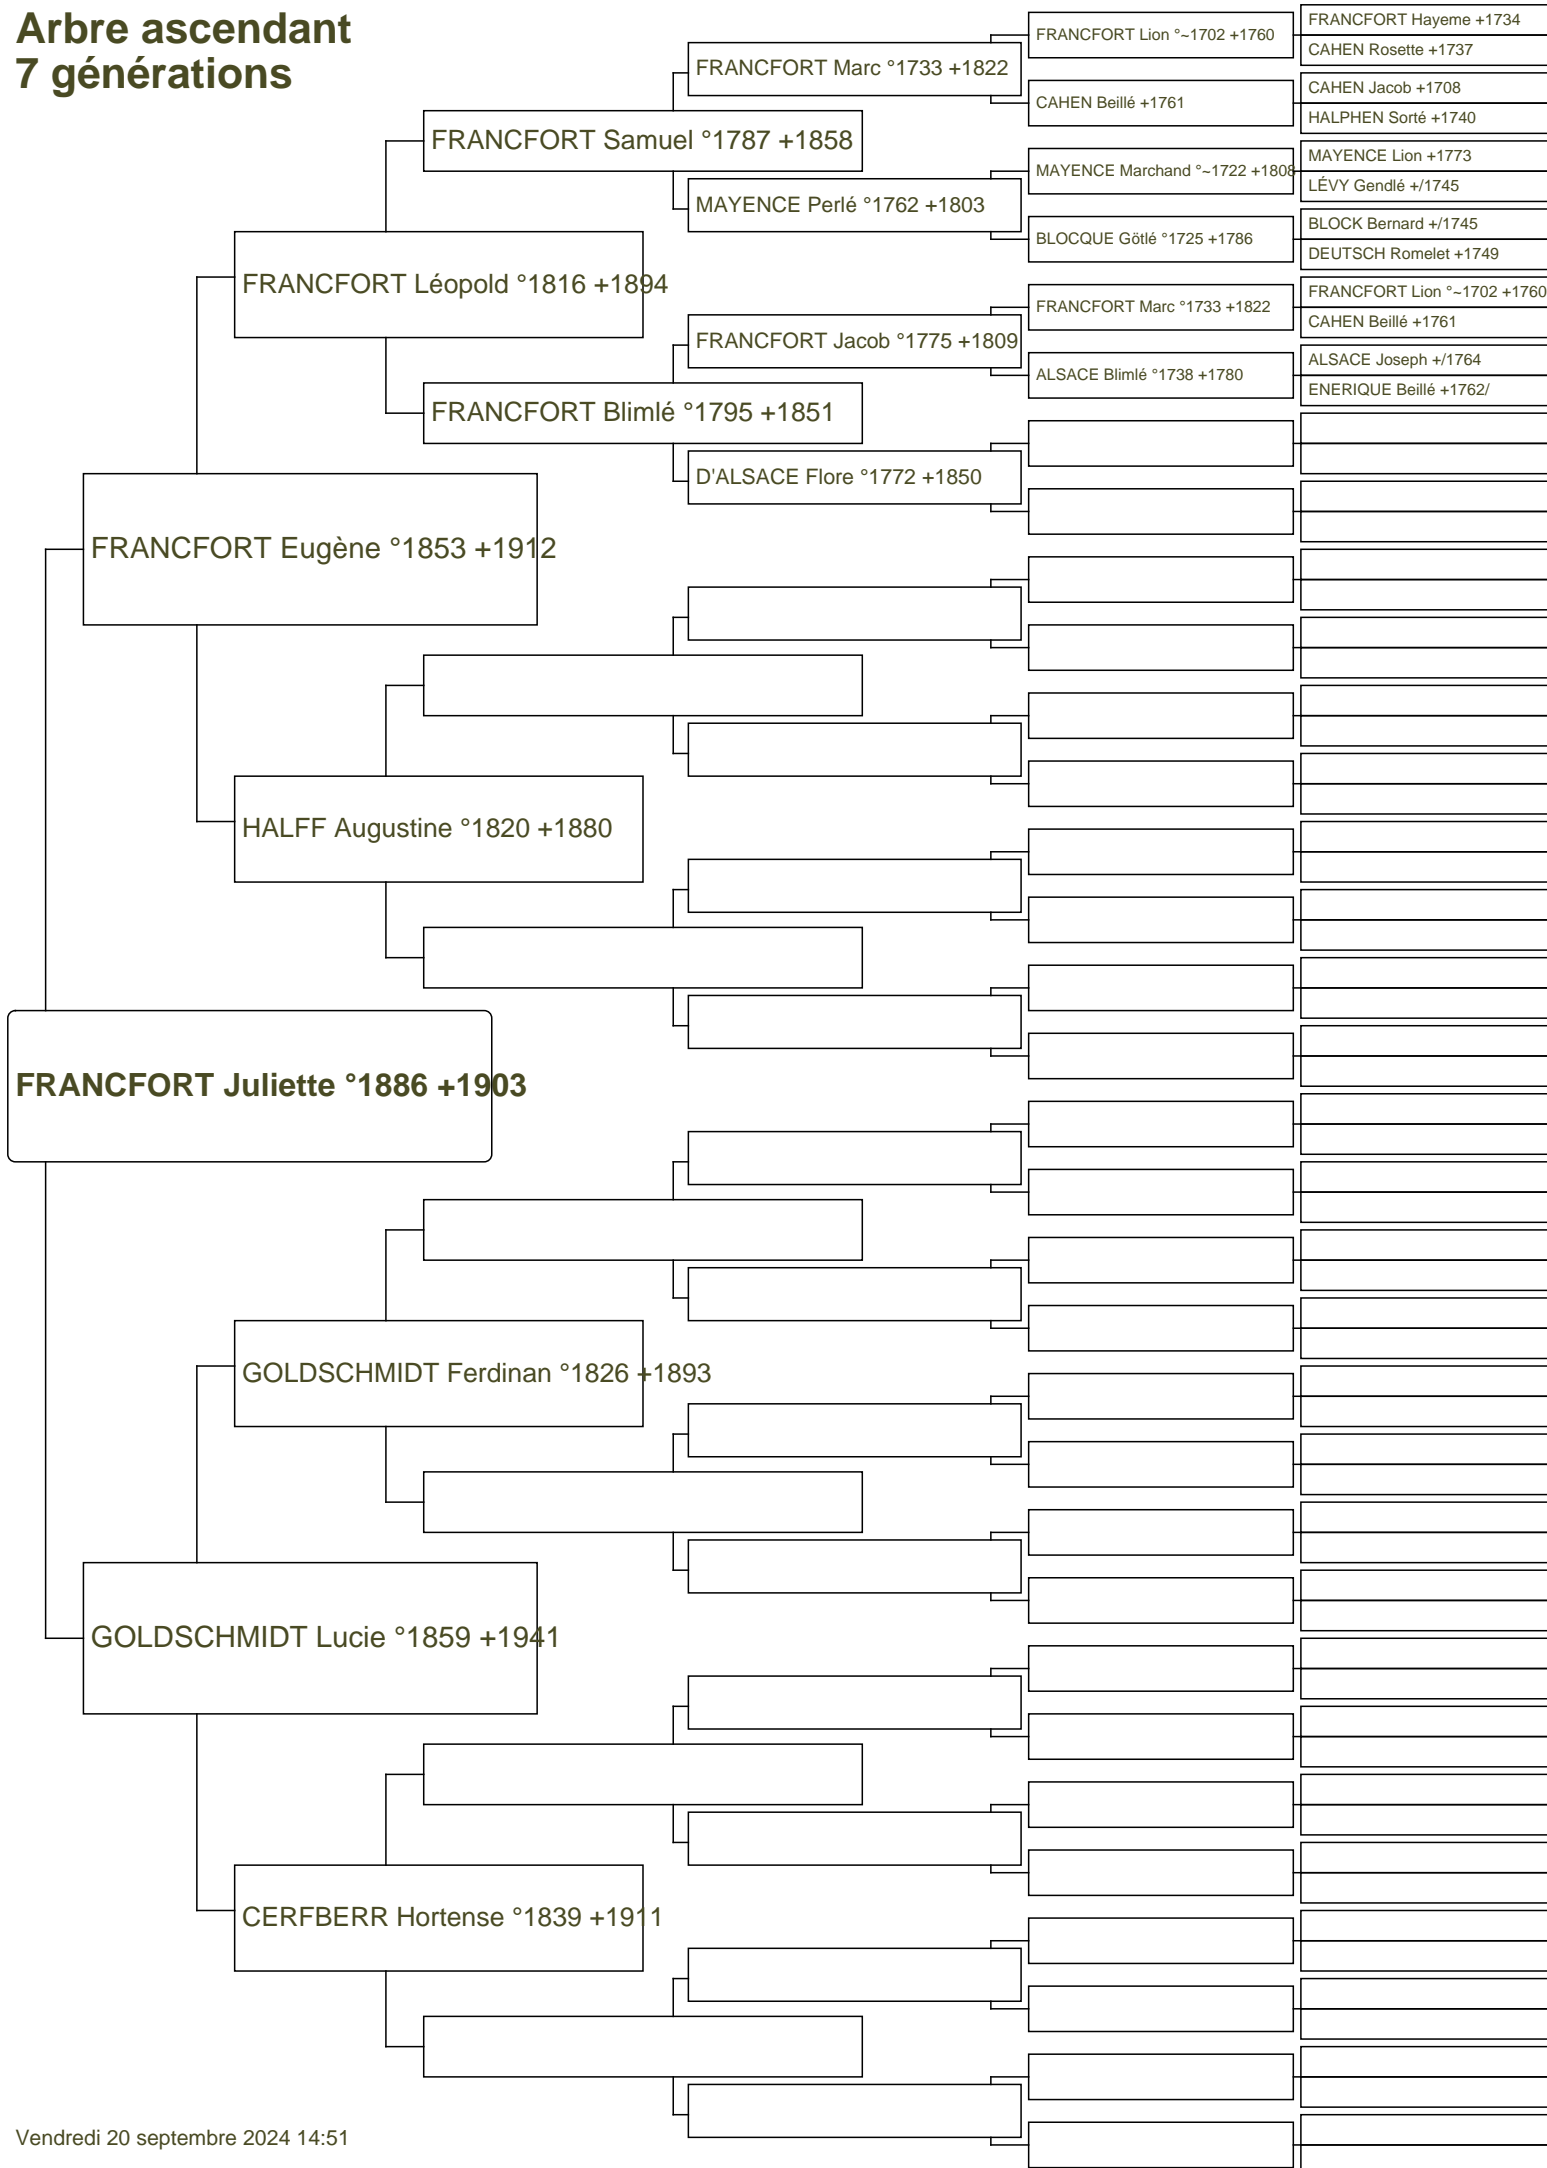 Arbre ascendant
7 générations
FRANCFORT Juliette °1886 +1903
FRANCFORT Eugène °1853 +1912
GOLDSCHMIDT Lucie °1859 +1941
FRANCFORT Léopold °1816 +1894
HALFF Augustine °1820 +1880
GOLDSCHMIDT Ferdinan °1826 +1893
CERFBERR Hortense °1839 +1911
FRANCFORT Samuel °1787 +1858
FRANCFORT Blimlé °1795 +1851
FRANCFORT Marc °1733 +1822
MAYENCE Perlé °1762 +1803
FRANCFORT Jacob °1775 +1809
D'ALSACE Flore °1772 +1850
FRANCFORT Lion °~1702 +1760
CAHEN Beillé +1761
MAYENCE Marchand °~1722 +1808
BLOCQUE Götlé °1725 +1786
FRANCFORT Marc °1733 +1822
ALSACE Blimlé °1738 +1780
FRANCFORT Hayeme +1734
CAHEN Rosette +1737
CAHEN Jacob +1708
HALPHEN Sorté +1740
MAYENCE Lion +1773
LÉVY Gendlé +/1745
BLOCK Bernard +/1745
DEUTSCH Romelet +1749
FRANCFORT Lion °~1702 +1760
CAHEN Beillé +1761
ALSACE Joseph +/1764
ENERIQUE Beillé +1762/
Vendredi 20 septembre 2024 14:51